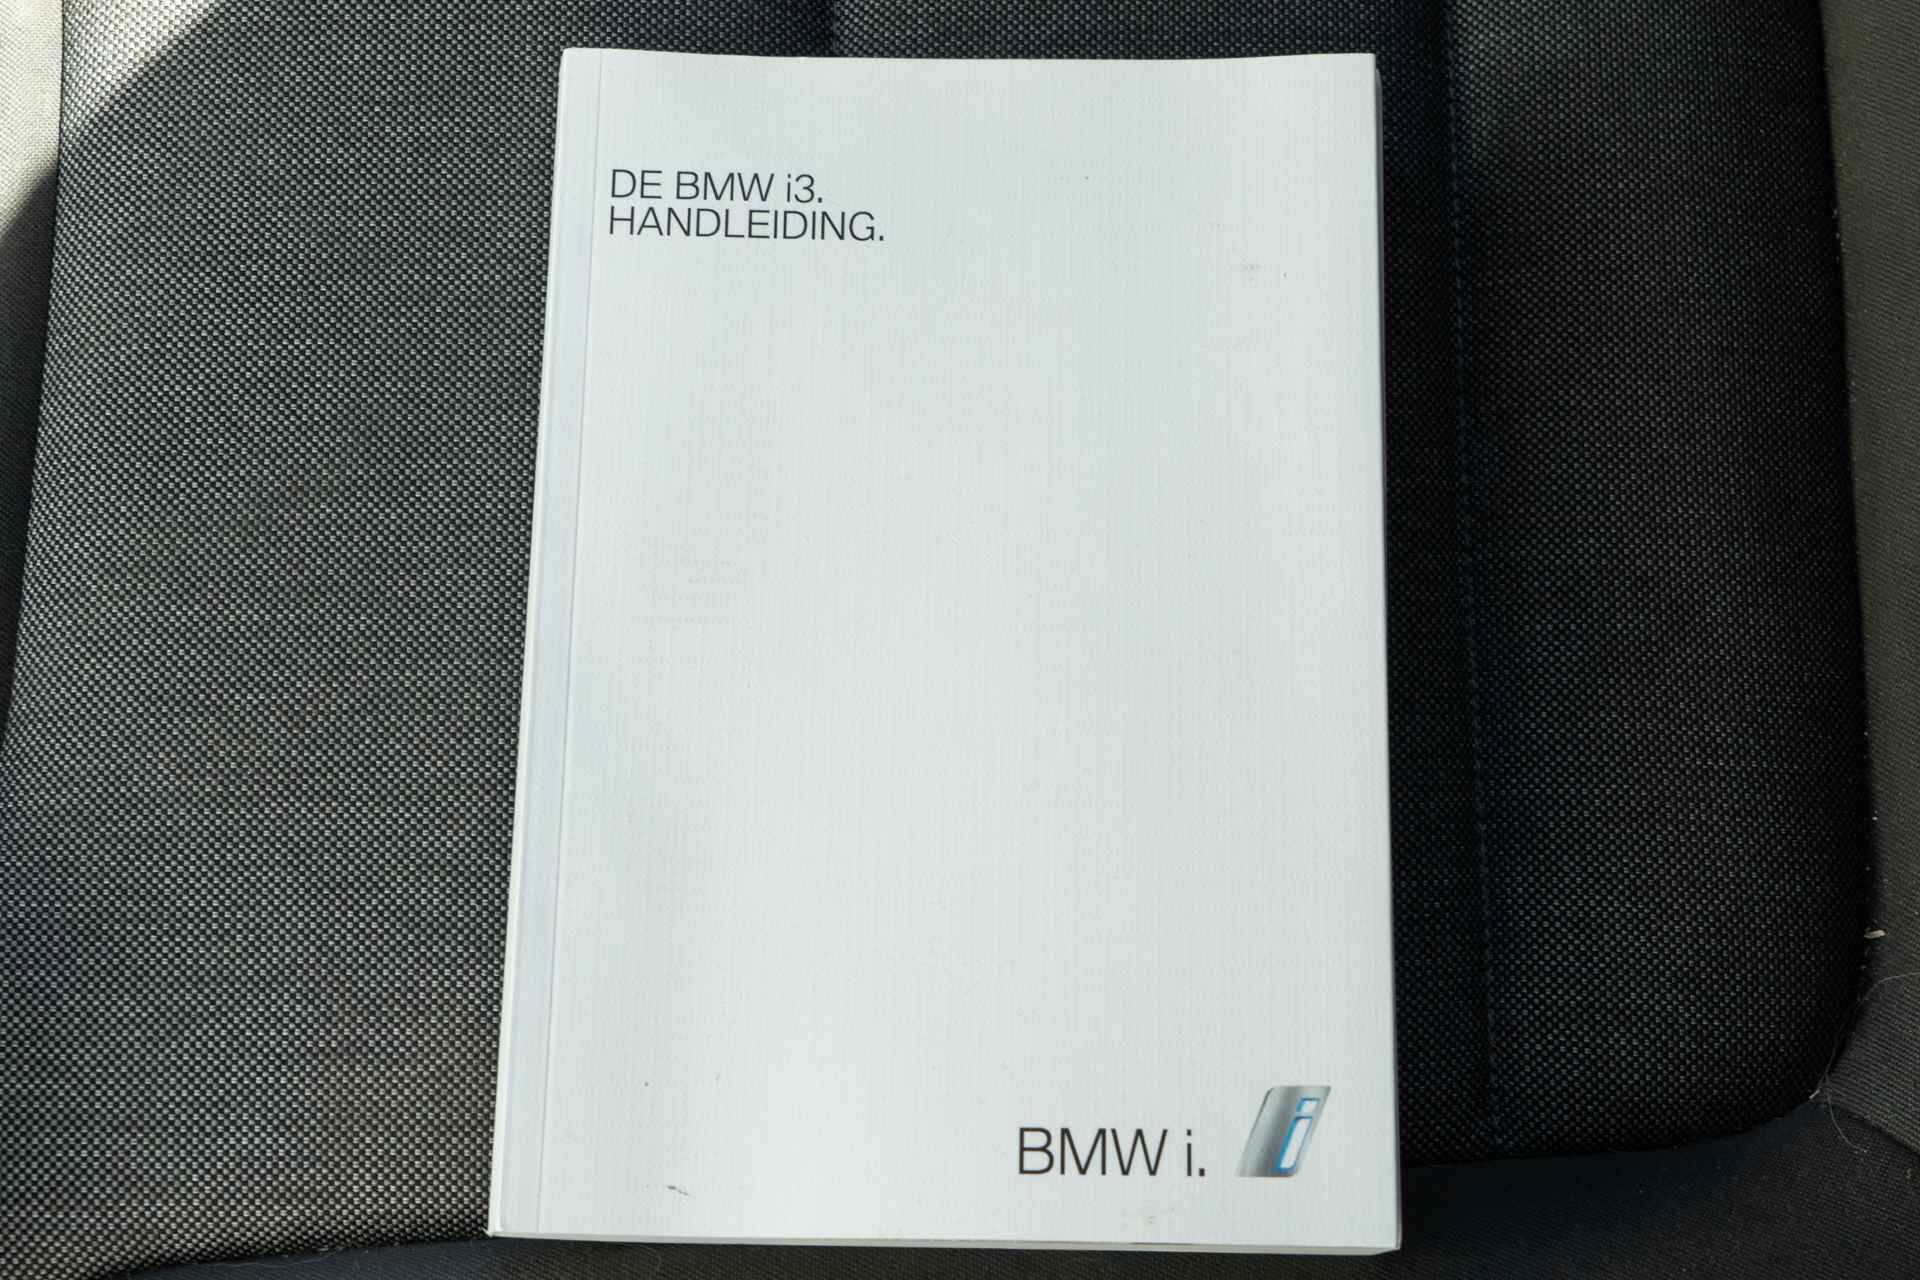 DE BMW i3.
HANDLEIDING.
BMW i.
i